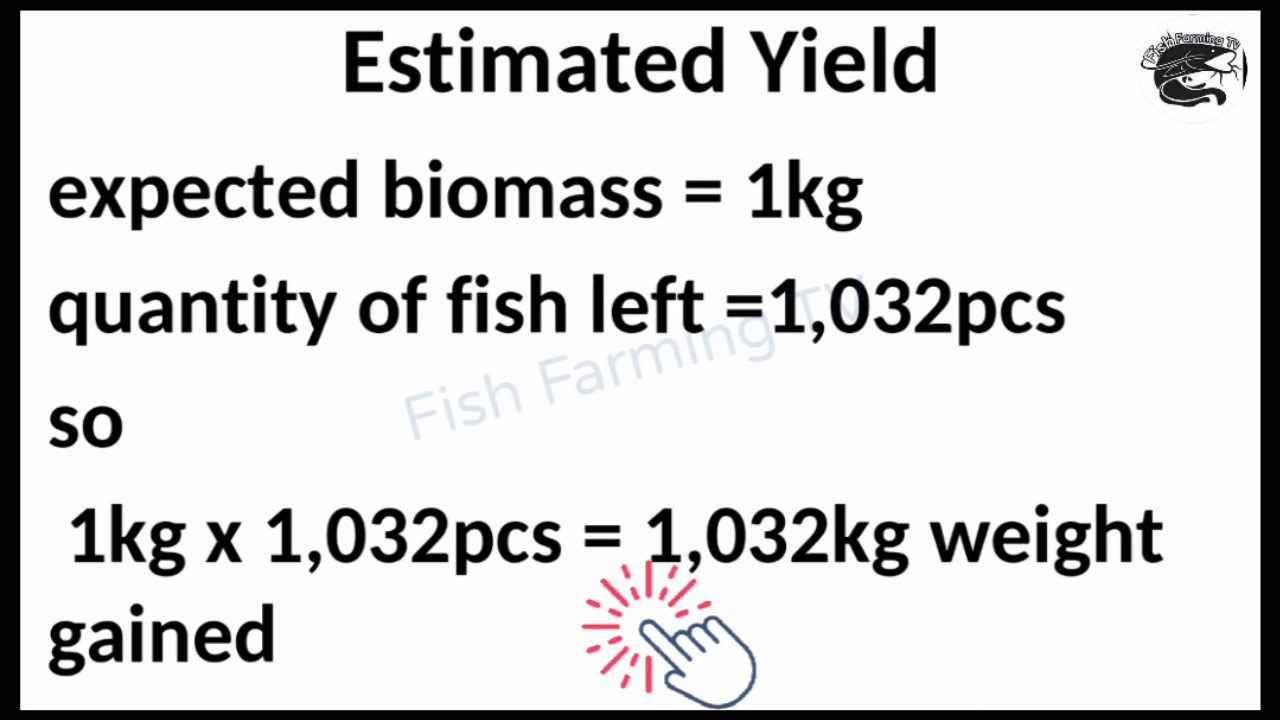 Estimated Yield
Fish Farming TV
expected biomass = 1kg
quantity of fish left =1,032pcs
Fish Farming TV
so
1kg x 1,032pcs = 1,032kg weight
gained